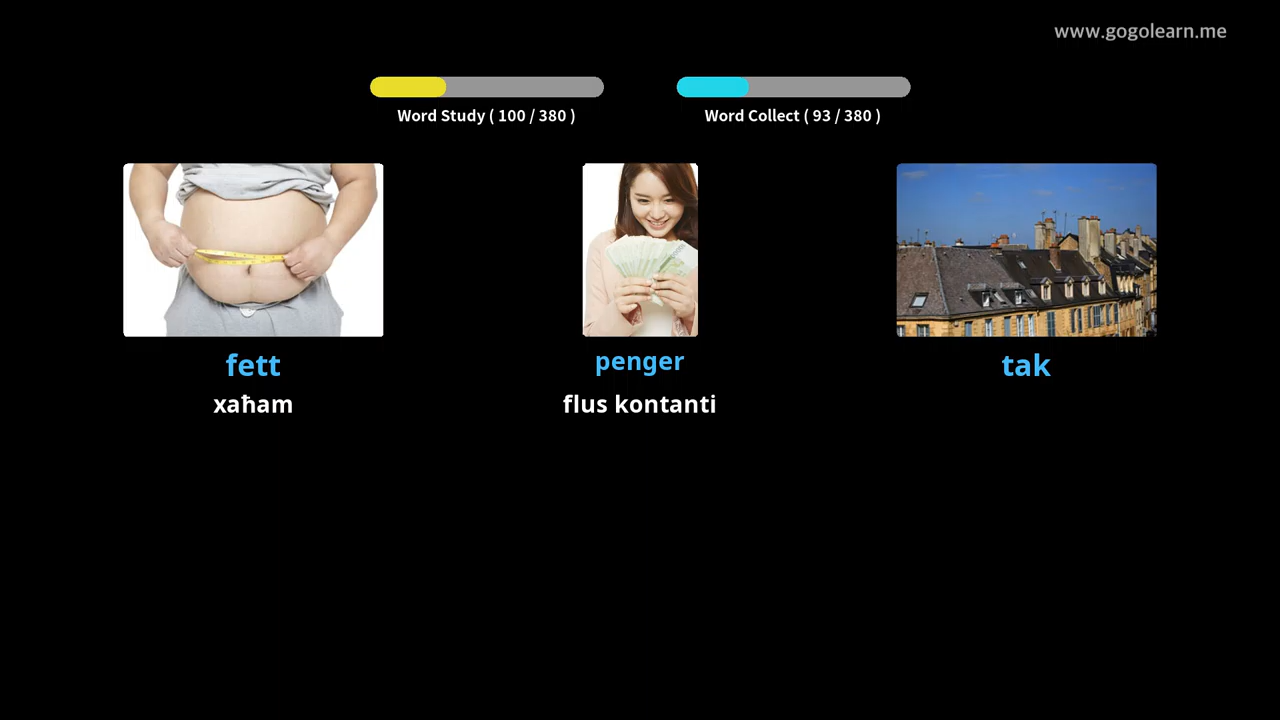 www.gogolearn.me
Word Study ( 100 / 380 )
Word Collect ( 93 / 380 )
fett
penger
tak
xaħam
flus kontanti